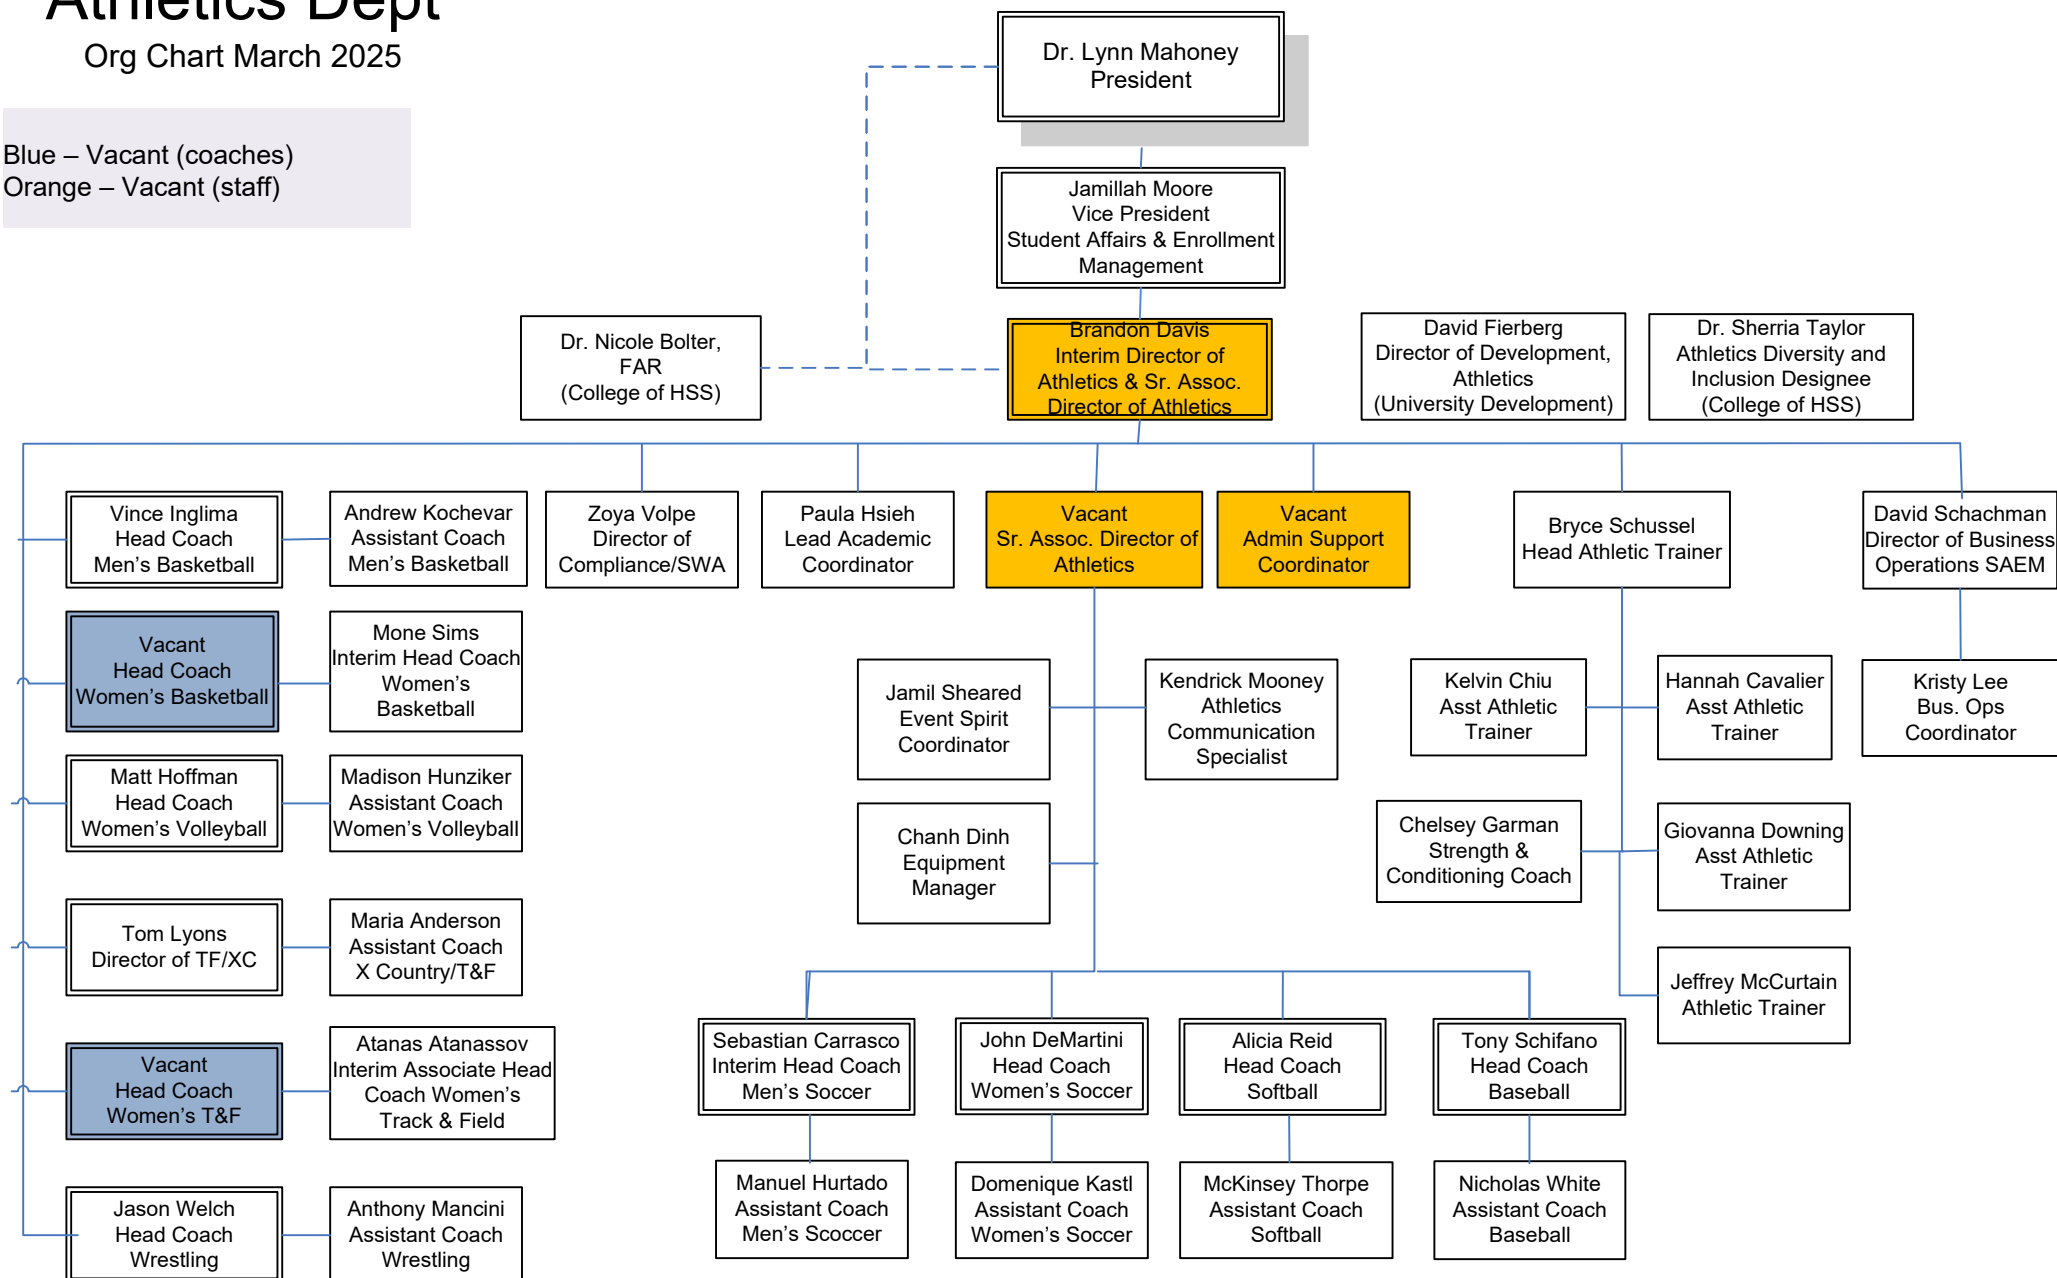 Athletics Dept
Org Chart March 2025
Blue – Vacant (coaches)
Orange – Vacant (staff)
Dr. Lynn Mahoney
President
Jamillah Moore
Vice President
Student Affairs & Enrollment
Management
Dr. Nicole Bolter,
FAR
(College of HSS)
Brandon Davis
Interim Director of
Athletics & Sr. Assoc.
Director of Athletics
David Fierberg
Director of Development,
Athletics
(University Development)
Dr. Sherria Taylor
Athletics Diversity and
Inclusion Designee
(College of HSS)
Vince Inglima
Head Coach
Men’s Basketball
Andrew Kochevar
Assistant Coach
Men’s Basketball
Zoya Volpe
Director of
Compliance/SWA
Paula Hsieh
Lead Academic
Coordinator
Vacant
Sr. Assoc. Director of
Athletics
Vacant
Admin Support
Coordinator
Bryce Schussel
Head Athletic Trainer
David Schachman
Director of Business
Operations SAEM
Vacant
Head Coach
Women’s Basketball
Mone Sims
Interim Head Coach
Women’s
Basketball
Jamil Sheared
Event Spirit
Coordinator
Kendrick Mooney
Athletics
Communication
Specialist
Kelvin Chiu
Asst Athletic
Trainer
Hannah Cavalier
Asst Athletic
Trainer
Kristy Lee
Bus. Ops
Coordinator
Matt Hoffman
Head Coach
Women’s Volleyball
Madison Hunziker
Assistant Coach
Women’s Volleyball
Chanh Dinh
Equipment
Manager
Chelsey Garman
Strength &
Conditioning Coach
Giovanna Downing
Asst Athletic
Trainer
Tom Lyons
Director of TF/XC
Maria Anderson
Assistant Coach
X Country/T&F
Jeffrey McCurtain
Athletic Trainer
Vacant
Head Coach
Women’s T&F
Atanas Atanassov
Interim Associate Head
Coach Women’s
Track & Field
Sebastian Carrasco
Interim Head Coach
Men’s Soccer
John DeMartini
Head Coach
Women’s Soccer
Alicia Reid
Head Coach
Softball
Tony Schifano
Head Coach
Baseball
Jason Welch
Head Coach
Wrestling
Anthony Mancini
Assistant Coach
Wrestling
Manuel Hurtado
Assistant Coach
Men’s Scoccer
Domenique Kastl
Assistant Coach
Women’s Soccer
McKinsey Thorpe
Assistant Coach
Softball
Nicholas White
Assistant Coach
Baseball